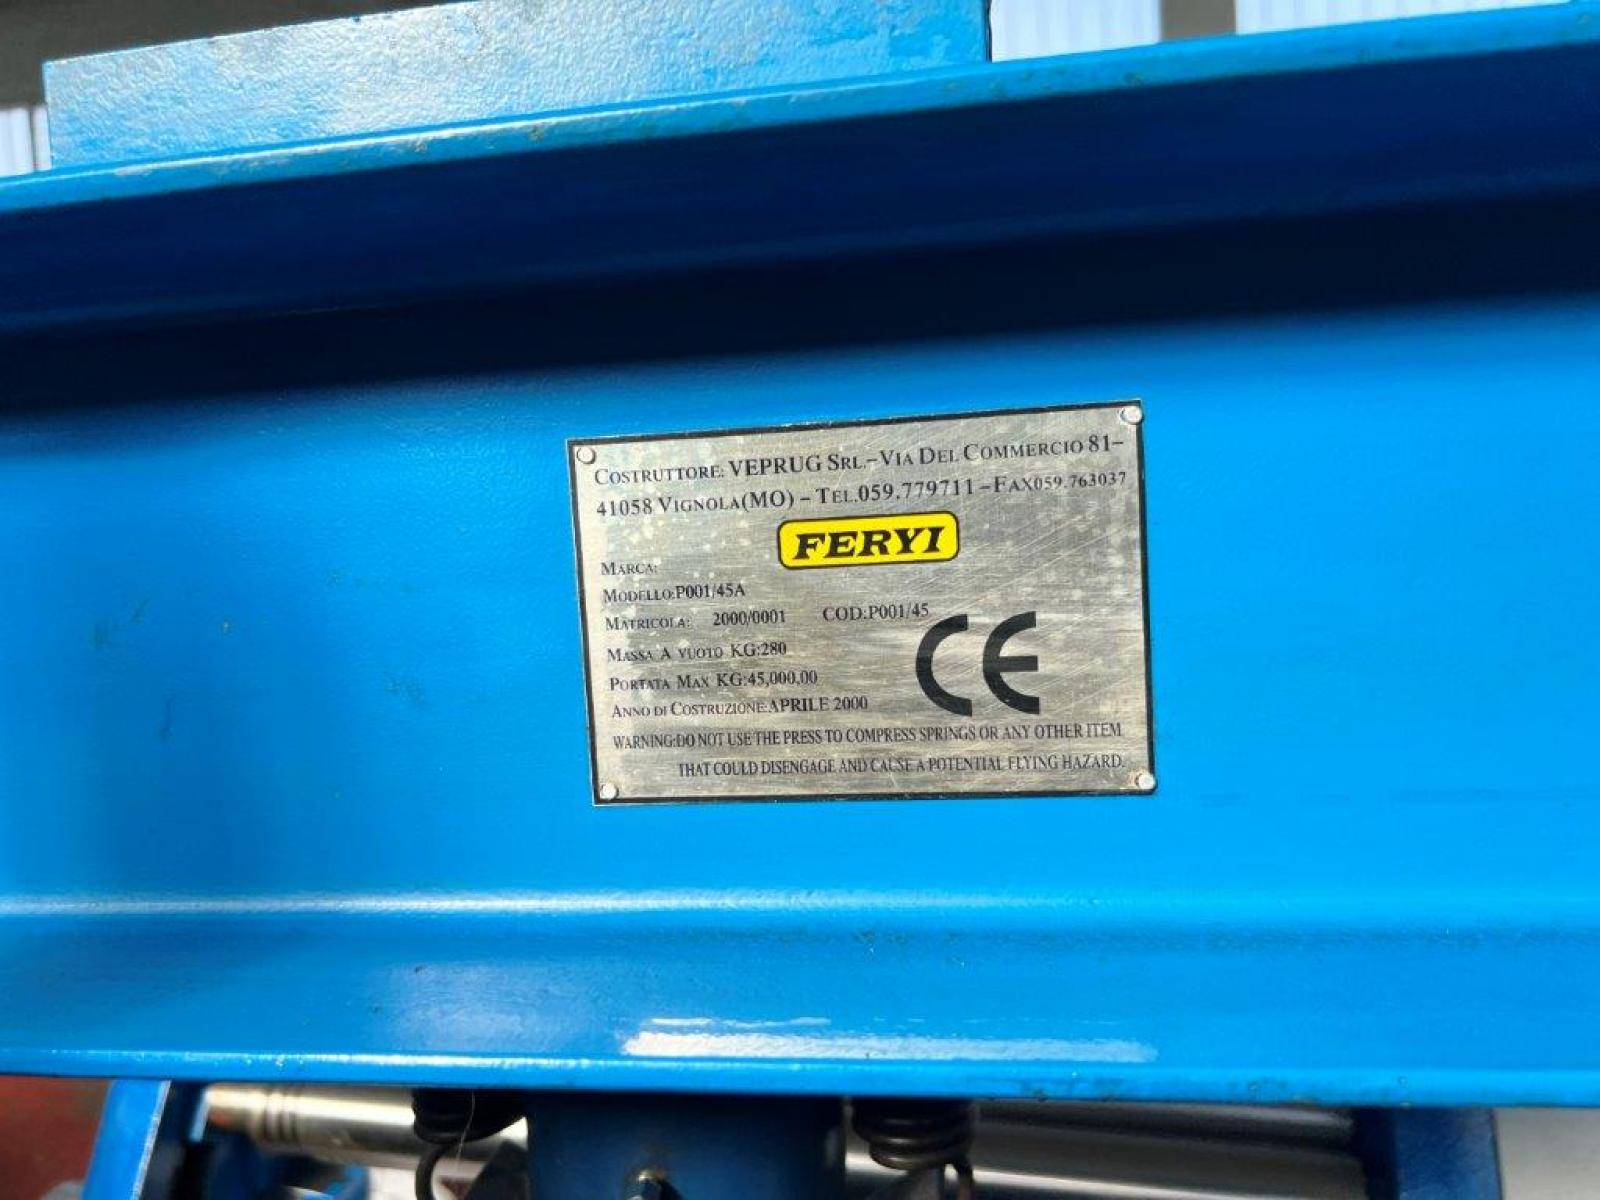 COSTRUTTORE: VEPRUG SRL.–VIA DEL COMMERCIO 81–
41058 VIGNOLA(MO) – TEL.059.779711 –FAX059.763037
FERYI
MARCA:
MODELLO:P001/45A
MATRICOLA: 2000/0001 COD:P001/45
MASSA A VUOTO KG:280
PORTATA MAX KG:45,000,00
ANNO DI COSTRUZIONE:APRILE 2000
CE
WARNING:DO NOT USE THE PRESS TO COMPRESS SPRINGS OR ANY OTHER ITEM
THAT COULD DISENGAGE AND CAUSE A POTENTIAL FLYING HAZARD.